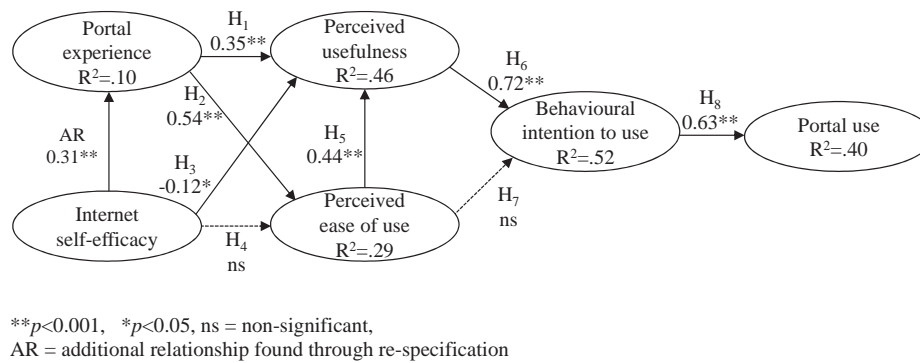 Portal
experience
R²=.10
H₁
0.35**
Perceived
usefulness
R²=.46
H₆
0.72**
H₂
0.54**
Behavioural
intention to use
R²=.52
H₈
0.63**
Portal use
R²=.40
AR
0.31**
H₃
-0.12*
H₅
0.44**
H₇
ns
Internet
self-efficacy
H₄
ns
Perceived
ease of use
R²=.29
**p<0.001, *p<0.05, ns = non-significant,
AR = additional relationship found through re-specification